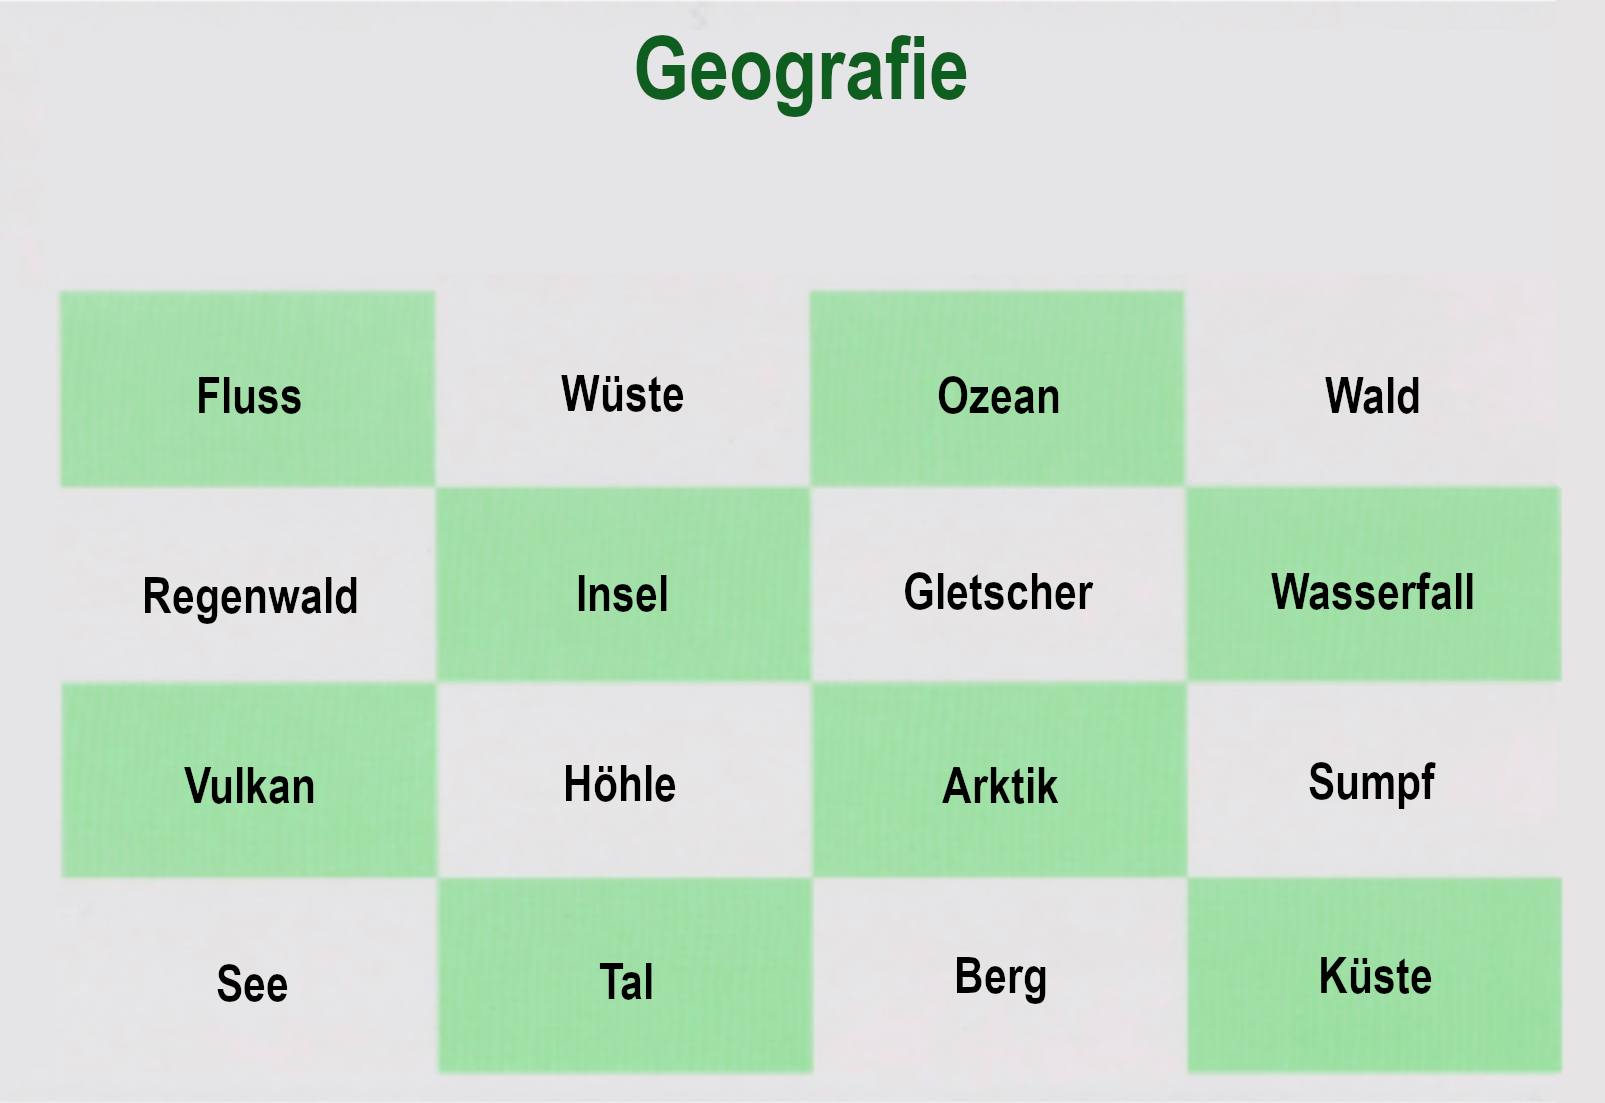 Geografie
Fluss Wüste Ozean Wald
Regenwald Insel Gletscher Wasserfall
Vulkan Höhle Arktik Sumpf
See Tal Berg Küste